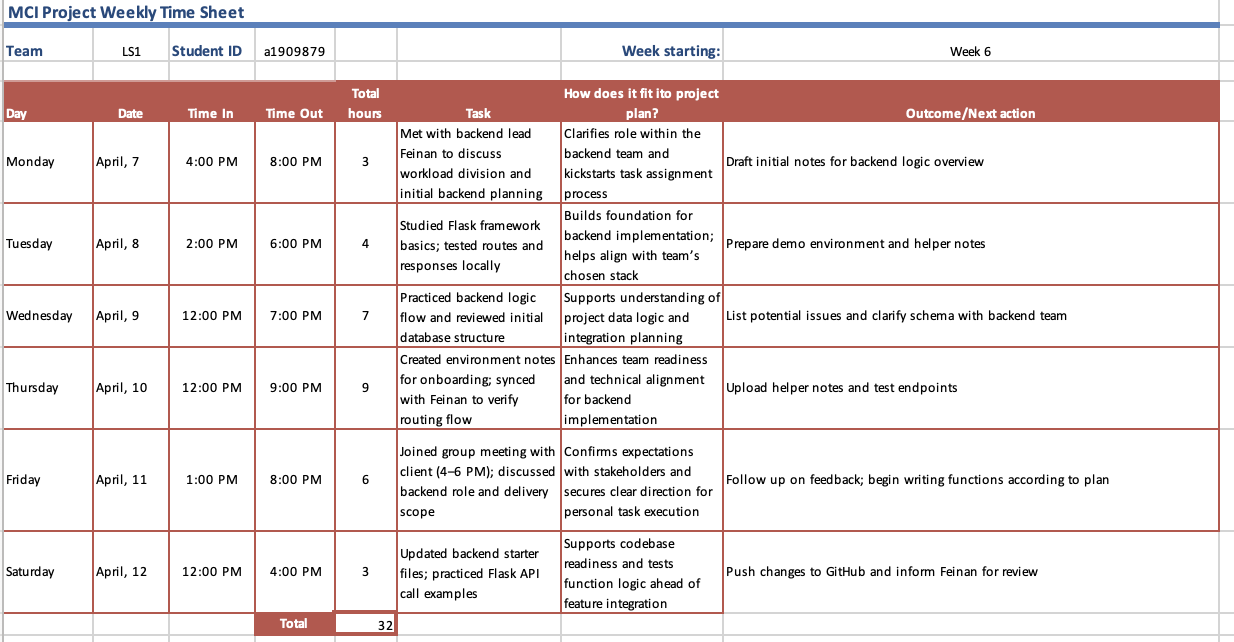 MCI Project Weekly Time Sheet
Team LS1 Student ID a1909879 Week starting: Week 6
Day Date Time In Time Out Total hours Task How does it fit ito project plan? Outcome/Next action
Monday April, 7 4:00 PM 8:00 PM 3
Met with backend lead
Feinan to discuss
workload division and
initial backend planning
Clarifies role within the
backend team and
kickstarts task assignment
process
Draft initial notes for backend logic overview
Tuesday April, 8 2:00 PM 6:00 PM 4
Studied Flask framework
basics; tested routes and
responses locally
Builds foundation for
backend implementation;
helps align with team’s
chosen stack
Prepare demo environment and helper notes
Wednesday April, 9 12:00 PM 7:00 PM 7
Practiced backend logic
flow and reviewed initial
database structure
Supports understanding of
project data logic and
integration planning
List potential issues and clarify schema with backend team
Thursday April, 10 12:00 PM 9:00 PM 9
Created environment notes
for onboarding; synced
with Feinan to verify
routing flow
Enhances team readiness
and technical alignment
for backend
implementation
Upload helper notes and test endpoints
Friday April, 11 1:00 PM 8:00 PM 6
Joined group meeting with
client (4–6 PM); discussed
backend role and delivery
scope
Confirms expectations
with stakeholders and
secures clear direction for
personal task execution
Follow up on feedback; begin writing functions according to plan
Saturday April, 12 12:00 PM 4:00 PM 3
Updated backend starter
files; practiced Flask API
call examples
Supports codebase
readiness and tests
function logic ahead of
feature integration
Push changes to GitHub and inform Feinan for review
Total 32